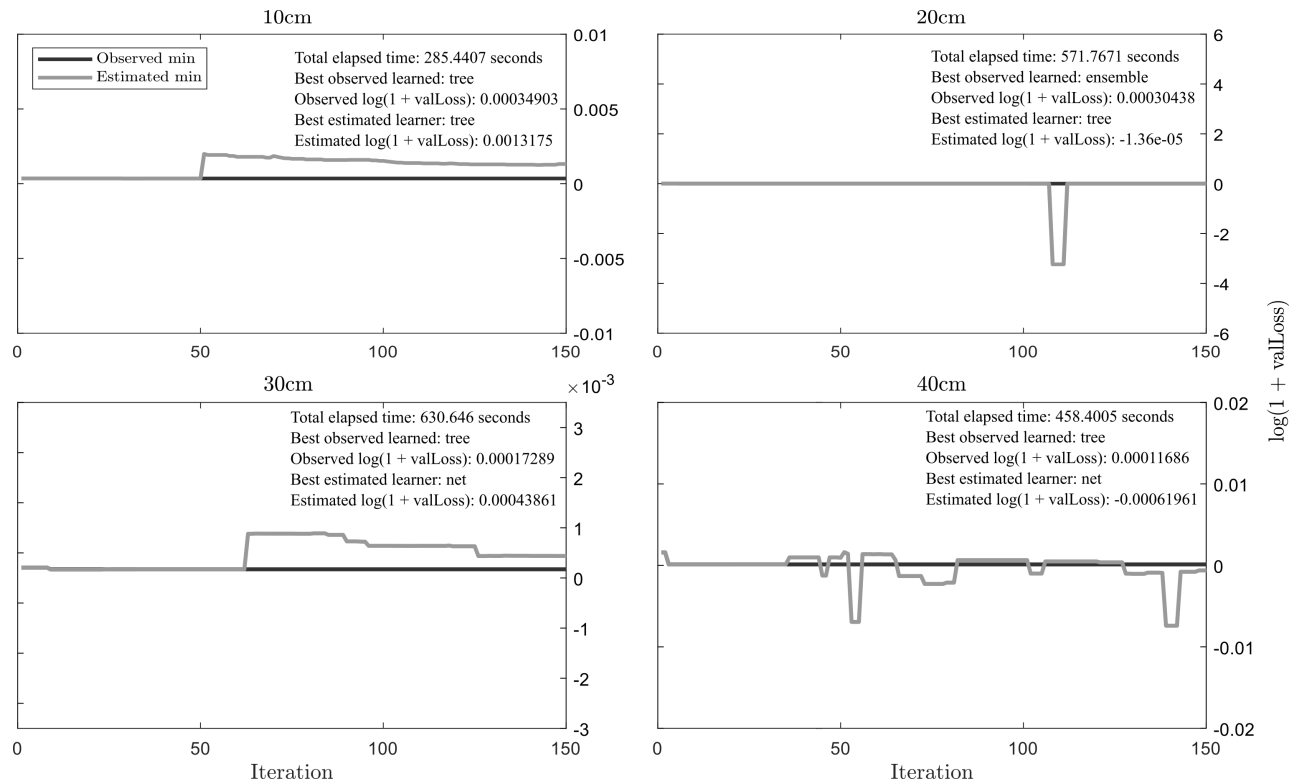 10cm
Observed min
Estimated min
Total elapsed time: 285.4407 seconds
Best observed learned: tree
Observed log(1 + valLoss): 0.00034903
Best estimated learner: tree
Estimated log(1 + valLoss): 0.0013175
0.01
0.005
0
-0.005
-0.01
0 50 100 150
20cm
Total elapsed time: 571.7671 seconds
Best observed learned: ensemble
Observed log(1 + valLoss): 0.00030438
Best estimated learner: tree
Estimated log(1 + valLoss): -1.36e-05
6
4
2
0
-2
-4
-6
0 50 100 150
30cm
×10⁻³
Total elapsed time: 630.646 seconds
Best observed learned: tree
Observed log(1 + valLoss): 0.00017289
Best estimated learner: net
Estimated log(1 + valLoss): 0.00043861
3
2
1
0
-1
-2
-3
0 50 100 150
Iteration
40cm
Total elapsed time: 458.4005 seconds
Best observed learned: tree
Observed log(1 + valLoss): 0.00011686
Best estimated learner: net
Estimated log(1 + valLoss): -0.00061961
0.02
0.01
0
-0.01
-0.02
0 50 100 150
Iteration
log(1 + valLoss)